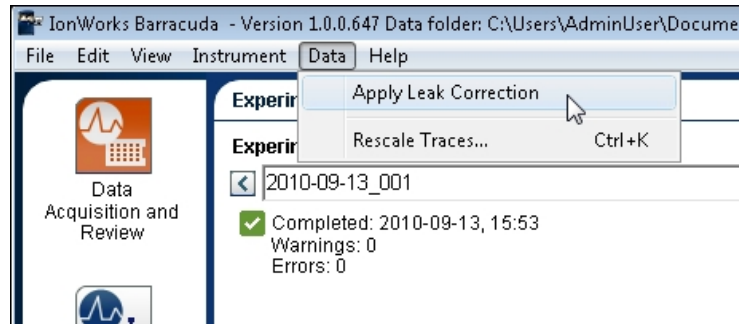 IonWorks Barracuda - Version 1.0.0.647 Data folder: C:\Users\AdminUser\Docume
File Edit View Instrument Data Help
Apply Leak Correction
Rescale Traces... Ctrl+K
Experir
Experir
2010-09-13_001
Completed: 2010-09-13, 15:53
Warnings: 0
Errors: 0
Data
Acquisition and
Review